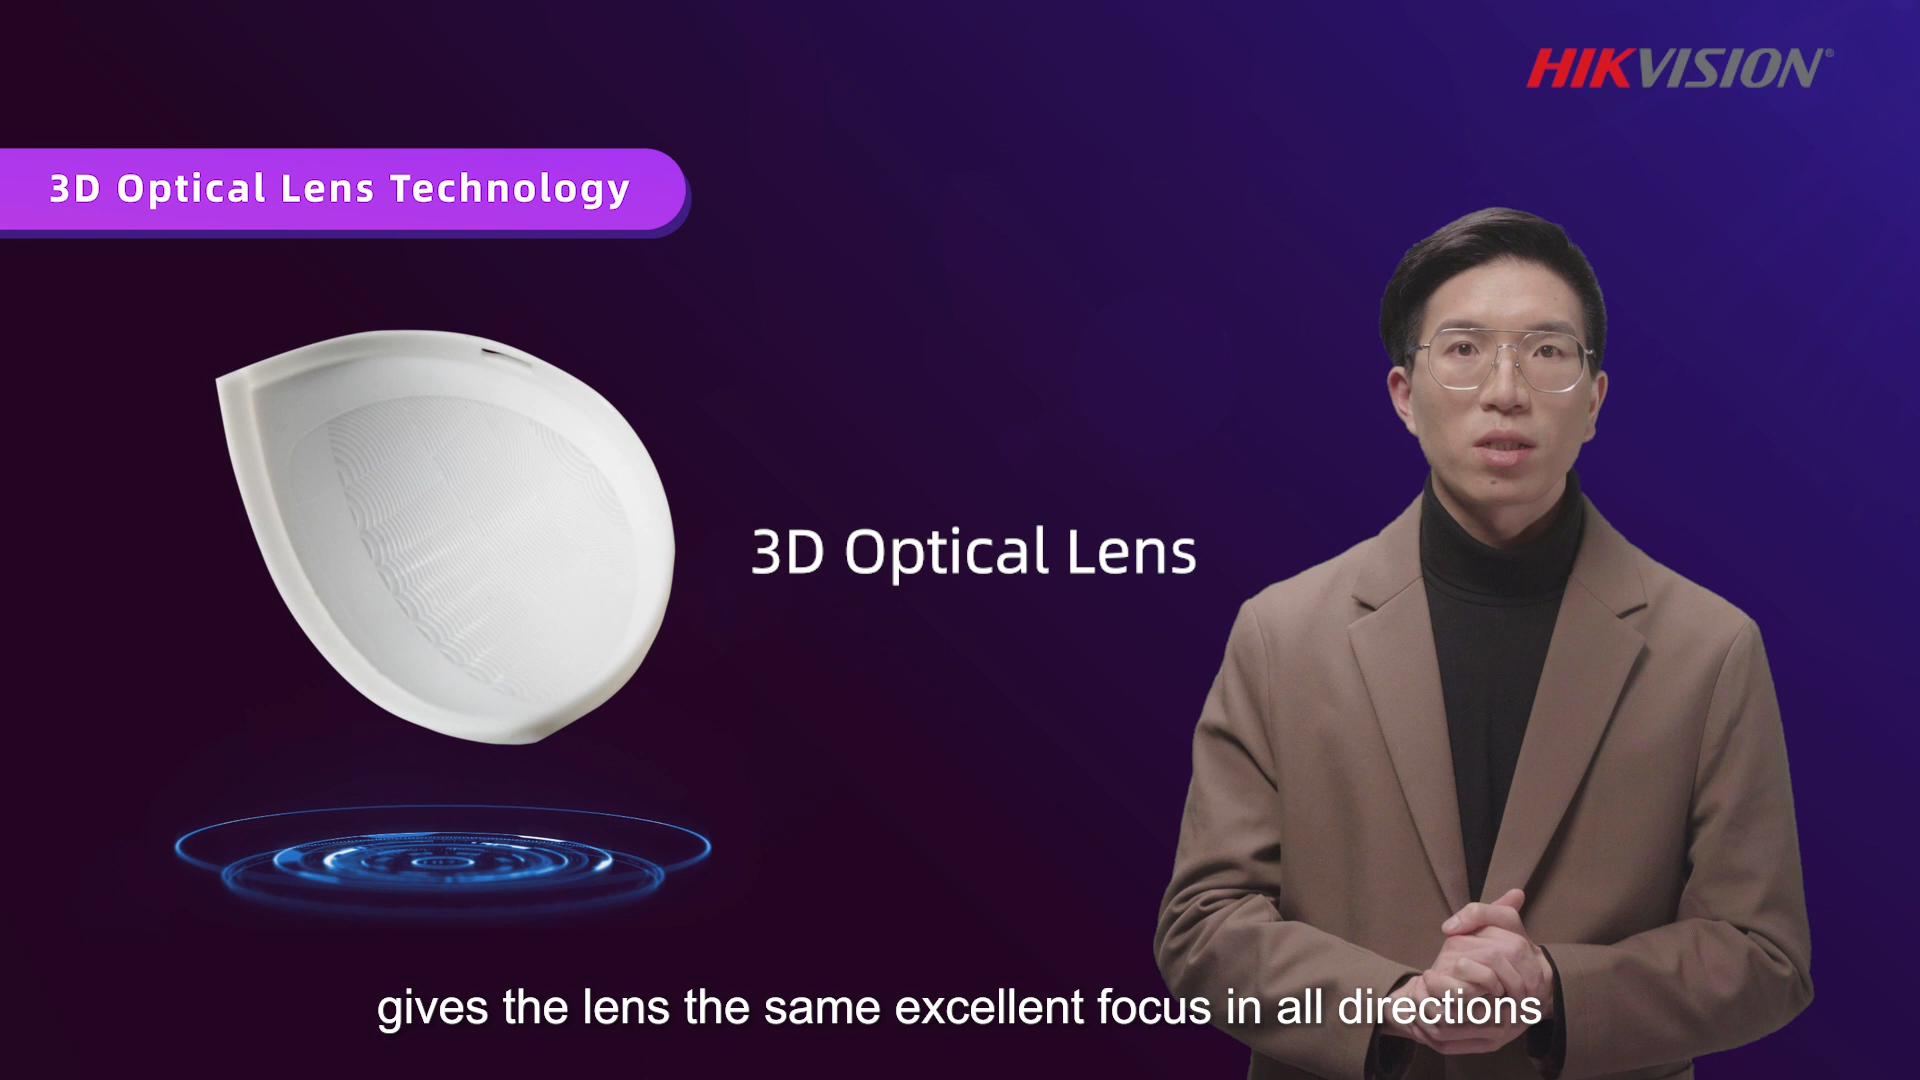 HIKVISION®
3D Optical Lens Technology
3D Optical Lens
gives the lens the same excellent focus in all directions